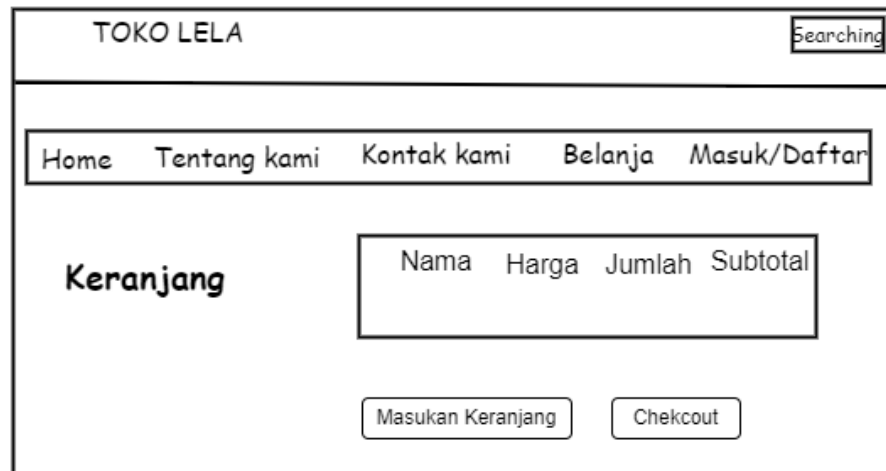 TOKO LELA Searching
Home Tentang kami Kontak kami Belanja Masuk/Daftar
Keranjang
Nama Harga Jumlah Subtotal
Masukan Keranjang Chekcout